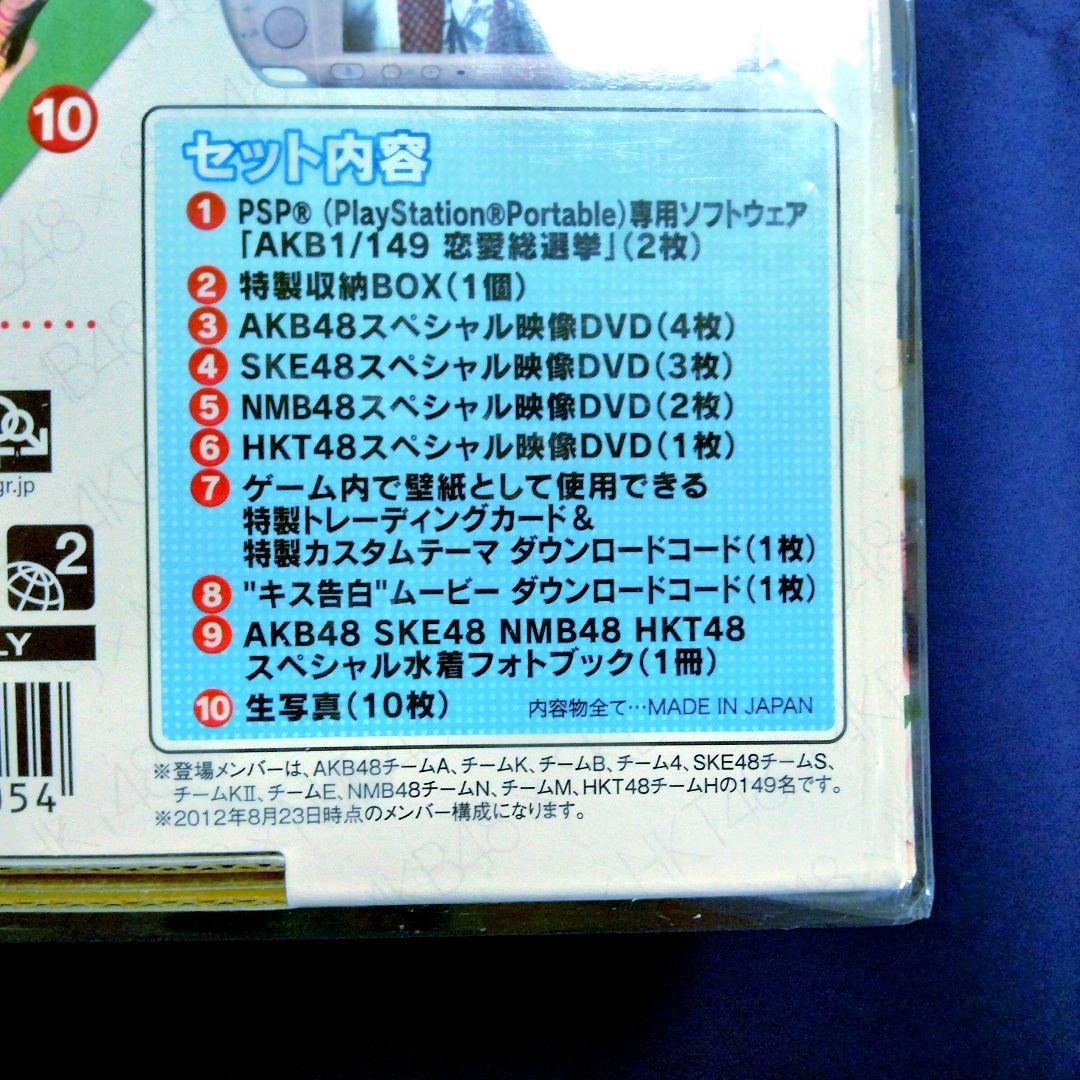 10
セット内容
1 PSP® (PlayStation®Portable)専用ソフトウェア
「AKB1/149 恋愛総選挙」(2枚)
2 特製収納BOX(1個)
3 AKB48スペシャル映像DVD(4枚)
4 SKE48スペシャル映像DVD(3枚)
5 NMB48スペシャル映像DVD(2枚)
6 HKT48スペシャル映像DVD(1枚)
7 ゲーム内で壁紙として使用できる
特製トレーディングカード&
特製カスタムテーマ ダウンロードコード(1枚)
8 "キス告白"ムービー ダウンロードコード(1枚)
9 AKB48 SKE48 NMB48 HKT48
スペシャル水着フォトブック(1冊)
10 生写真(10枚) 内容物全て…MADE IN JAPAN
※登場メンバーは、AKB48チームA、チームK、チームB、チーム4、SKE48チームS、
チームKⅡ、チームE、NMB48チームN、チームM、HKT48チームHの149名です。
※2012年8月23日時点のメンバー構成になります。
gr.jp
2
LY
054